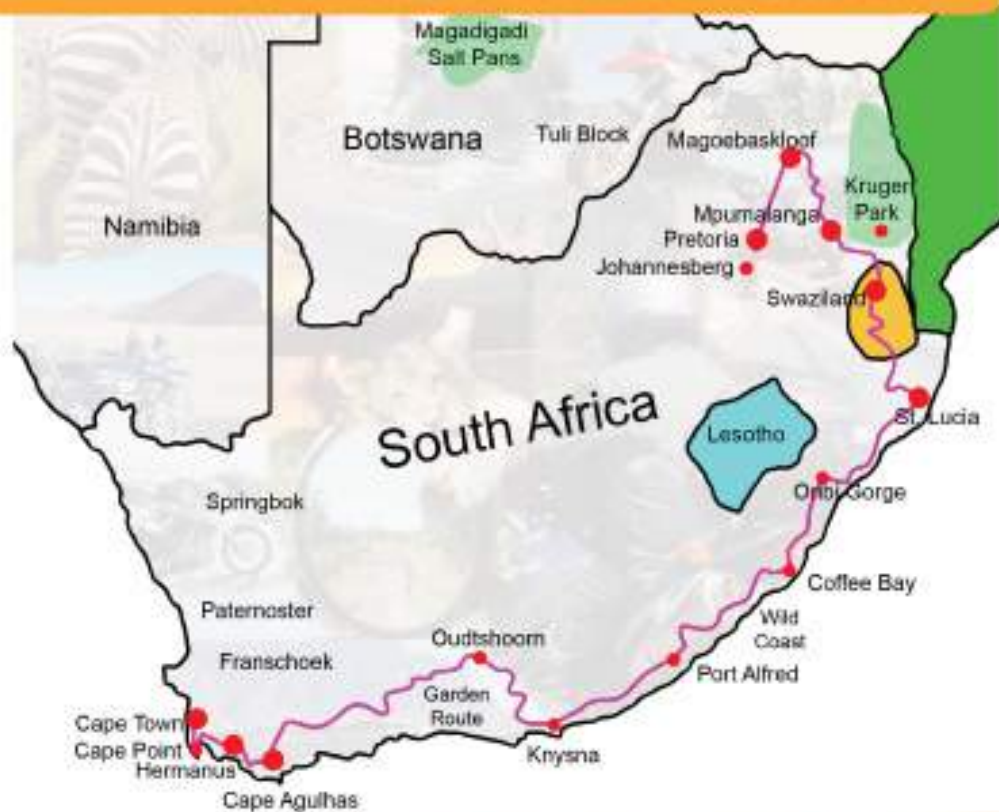 Magadigadi
Salt Pans
Botswana
Tuli Block
Magoebaskloof
Namibia
Kruger
Park
Mpumalanga
Pretoria
Johannesberg
Swaziland
South Africa
Lesotho
St. Lucia
Oribi Gorge
Springbok
Coffee Bay
Paternoster
Wild
Coast
Oudtshoorn
Franschoek
Port Alfred
Garden
Route
Cape Town
Cape Point
Knysna
Hermanus
Cape Agulhas